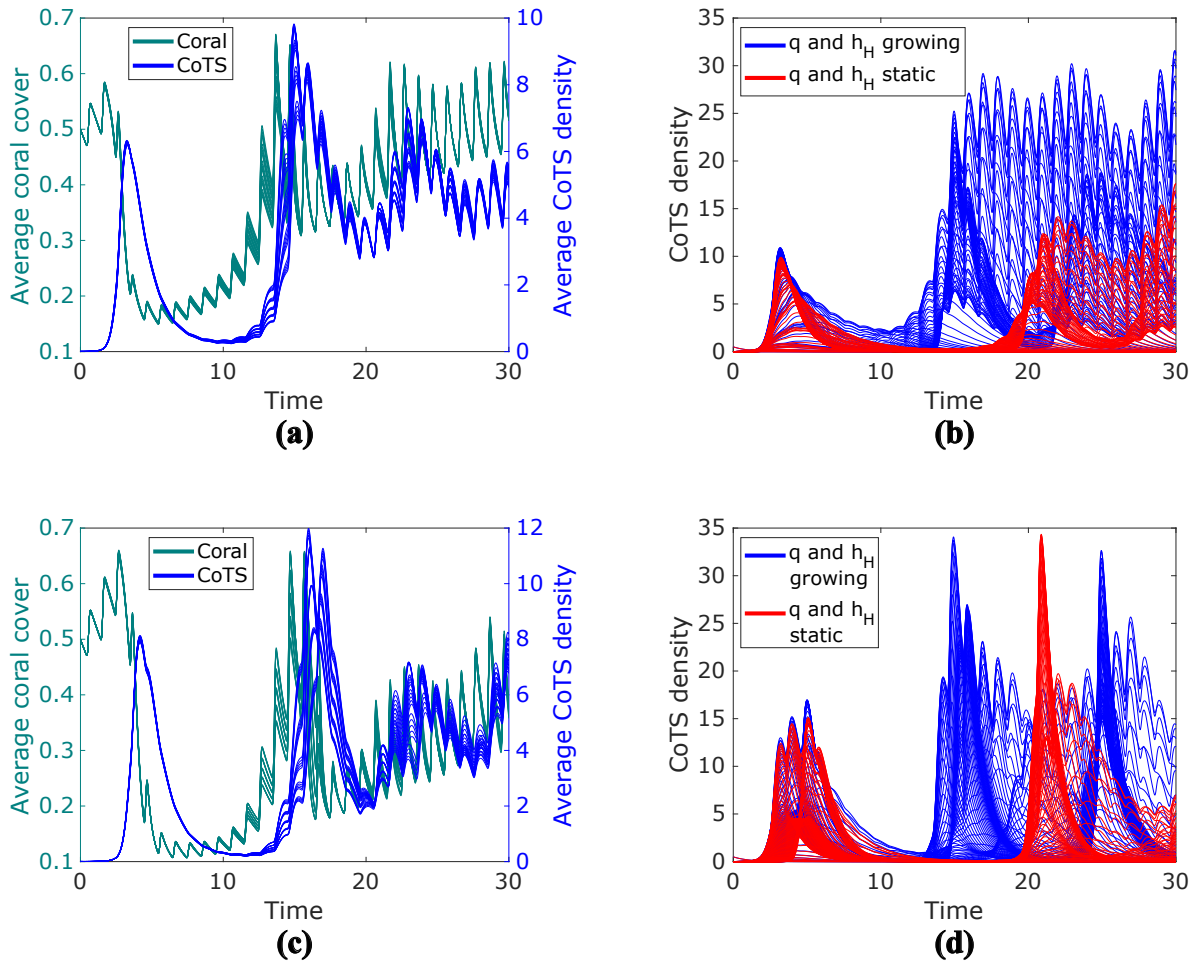 0.7
0.6
0.5
0.4
0.3
0.2
0.1
Average coral cover
Coral
CoTS
10
8
6
4
2
0
Average CoTS density
0 10 20 30
Time
(a)
35
30
25
20
15
10
5
0
CoTS density
q and h_H growing
q and h_H static
0 10 20 30
Time
(b)
0.7
0.6
0.5
0.4
0.3
0.2
0.1
Average coral cover
Coral
CoTS
12
10
8
6
4
2
0
Average CoTS density
0 10 20 30
Time
(c)
35
30
25
20
15
10
5
0
CoTS density
q and h_H
growing
q and h_H
static
0 10 20 30
Time
(d)